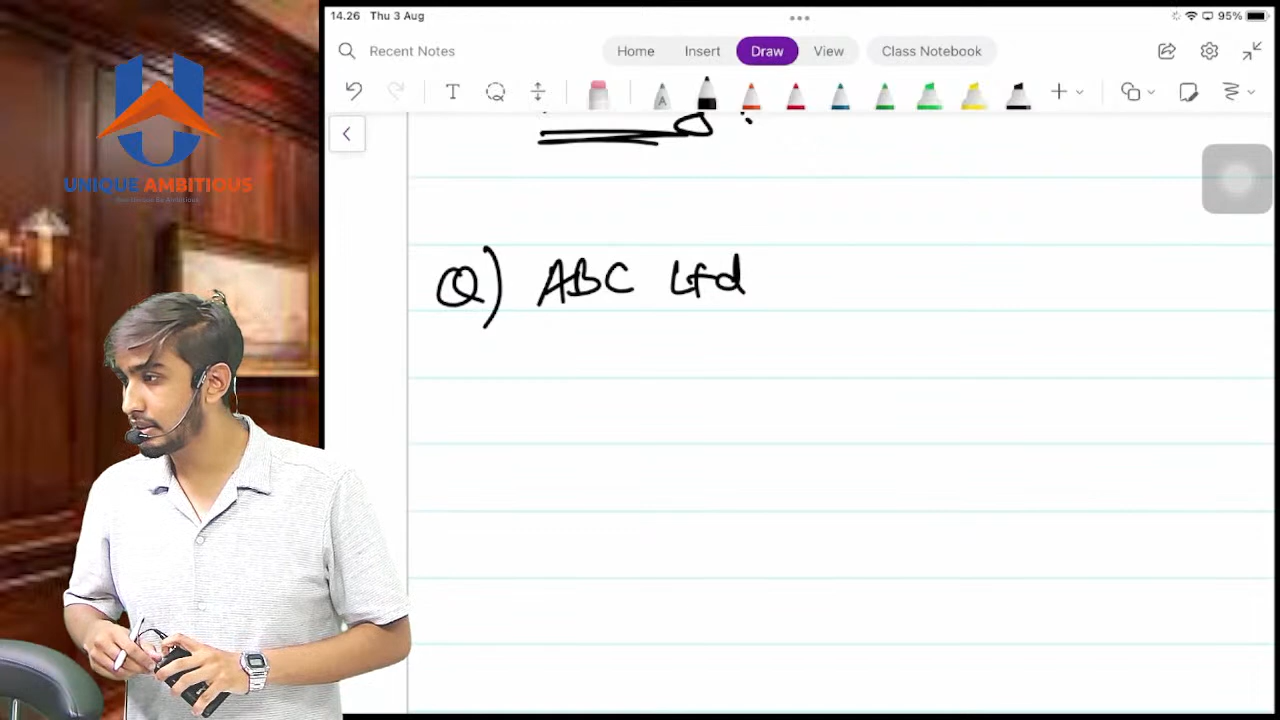 14.26 Thu 3 Aug
95%
Recent Notes
Home Insert Draw View Class Notebook
T
A
UNIQUE AMBITIOUS
Q) ABC Ltd